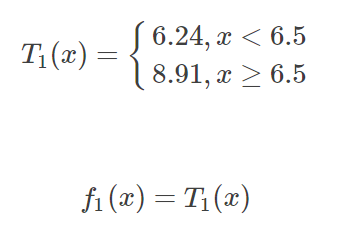 T₁(x) = { 6.24, x < 6.5
8.91, x ≥ 6.5
f₁(x) = T₁(x)